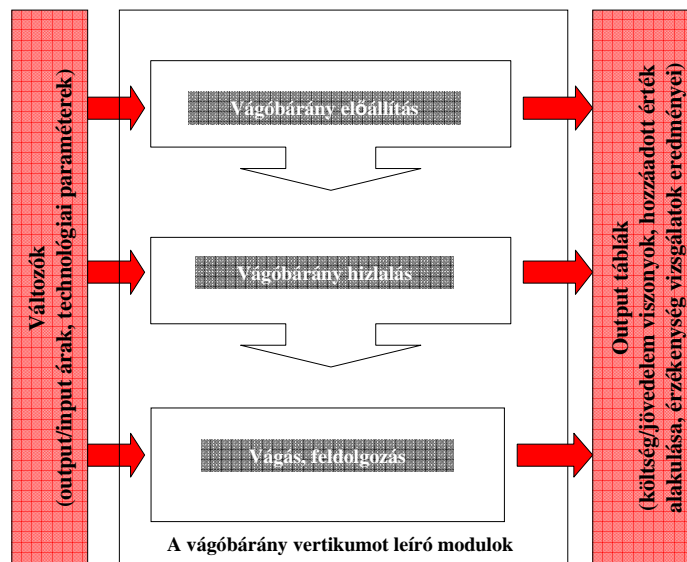 Változók
(output/input árak, technológiai paraméterek)
Vágóbárány előállítás
Vágóbárány hizlalás
Vágás, feldolgozás
A vágóbárány vertikumot leíró modulok
Output táblák
(költség/jövedelem viszonyok, hozzáadott érték
alakulása, érzékenység vizsgálatok eredményei)